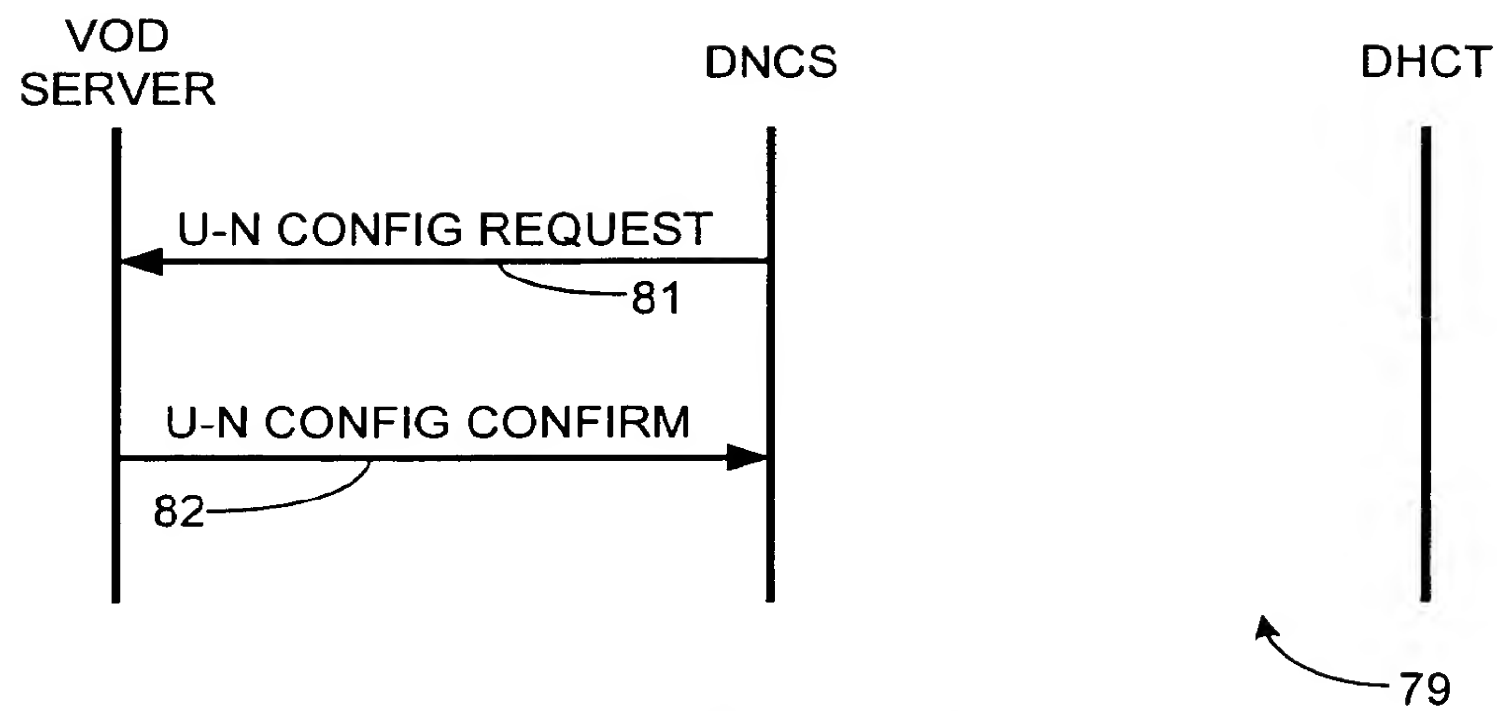 VOD
SERVER
DNCS
DHCT
U-N CONFIG REQUEST
81
U-N CONFIG CONFIRM
82
79